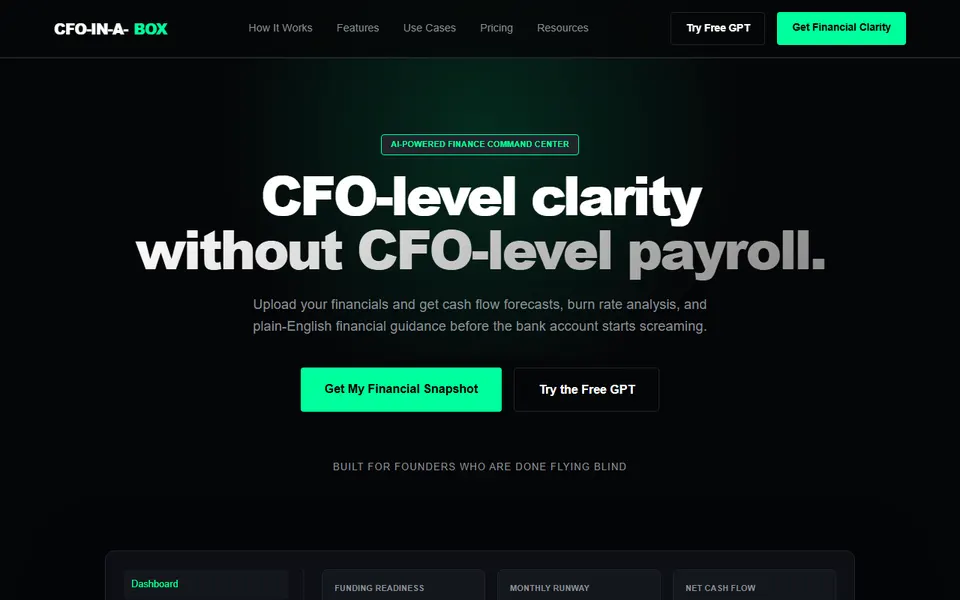 CFO-IN-A- BOX
How It Works
Features
Use Cases
Pricing
Resources
Try Free GPT
Get Financial Clarity
AI-POWERED FINANCE COMMAND CENTER
CFO-level clarity
without CFO-level payroll.
Upload your financials and get cash flow forecasts, burn rate analysis, and
plain-English financial guidance before the bank account starts screaming.
Get My Financial Snapshot
Try the Free GPT
BUILT FOR FOUNDERS WHO ARE DONE FLYING BLIND
Dashboard
FUNDING READINESS
MONTHLY RUNWAY
NET CASH FLOW